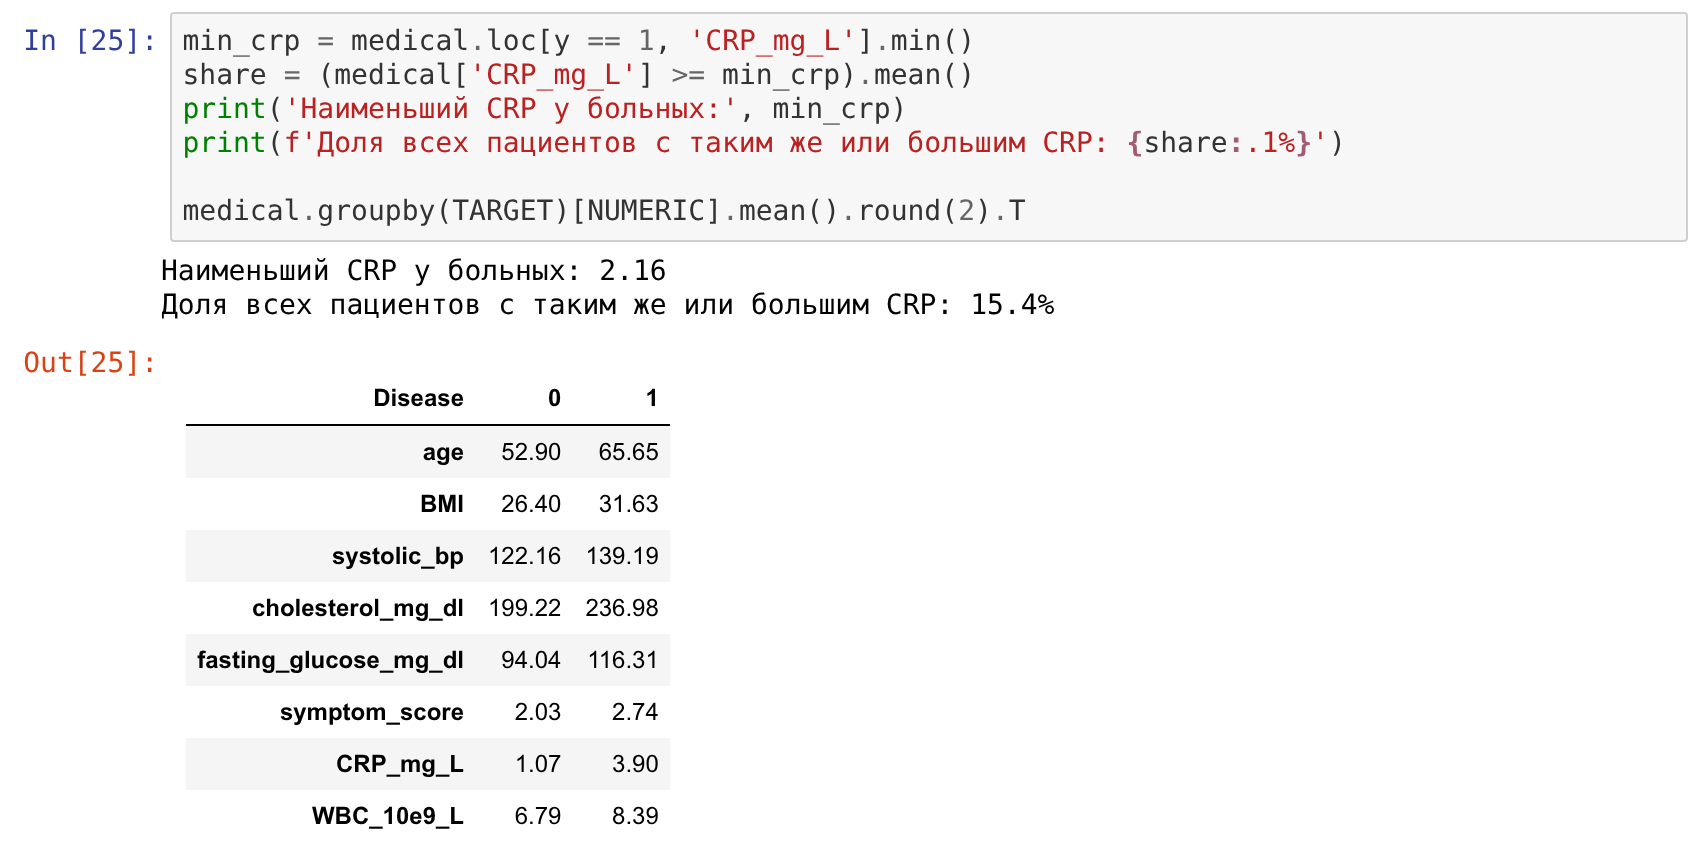 In [25]:
min_crp = medical.loc[y == 1, 'CRP_mg_L'].min()
share = (medical['CRP_mg_L'] >= min_crp).mean()
print('Наименьший CRP у больных:', min_crp)
print(f'Доля всех пациентов с таким же или большим CRP: {share:.1%}')
medical.groupby(TARGET)[NUMERIC].mean().round(2).T
Наименьший CRP у больных: 2.16
Доля всех пациентов с таким же или большим CRP: 15.4%
Out[25]:
Disease 0 1
age 52.90 65.65
BMI 26.40 31.63
systolic_bp 122.16 139.19
cholesterol_mg_dl 199.22 236.98
fasting_glucose_mg_dl 94.04 116.31
symptom_score 2.03 2.74
CRP_mg_L 1.07 3.90
WBC_10e9_L 6.79 8.39